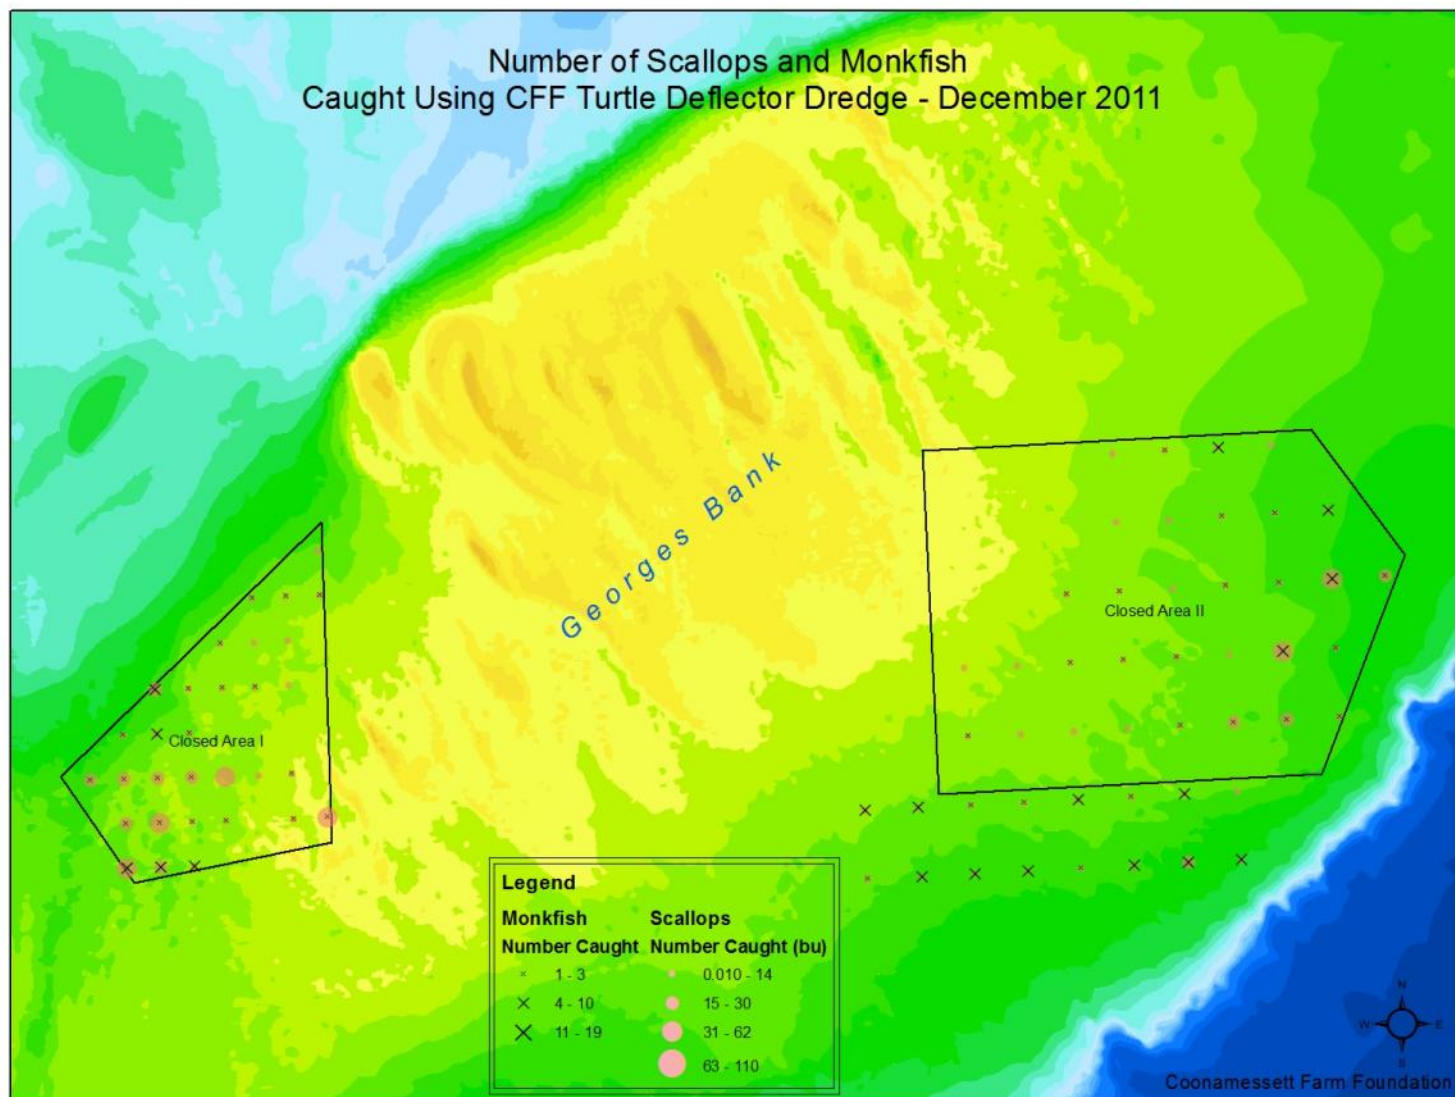 Number of Scallops and Monkfish
Caught Using CFF Turtle Deflector Dredge - December 2011
Georges Bank
Closed Area II
Closed Area I
Legend
Monkfish Scallops
Number Caught Number Caught (bu)
1 - 3 0.010 - 14
4 - 10 15 - 30
11 - 19 31 - 62
63 - 110
N
W E
S
Coonamessett Farm Foundation